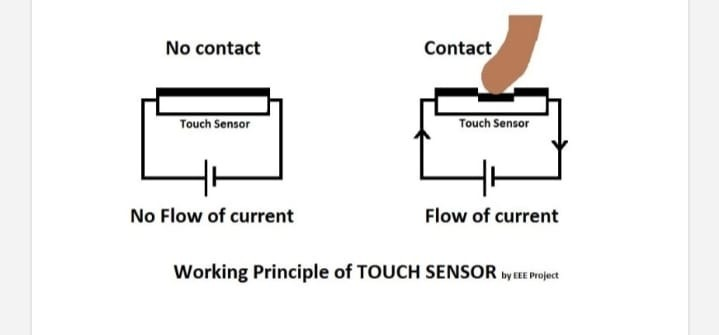 No contact
Contact
Touch Sensor
Touch Sensor
No Flow of current
Flow of current
Working Principle of TOUCH SENSOR by EEE Project